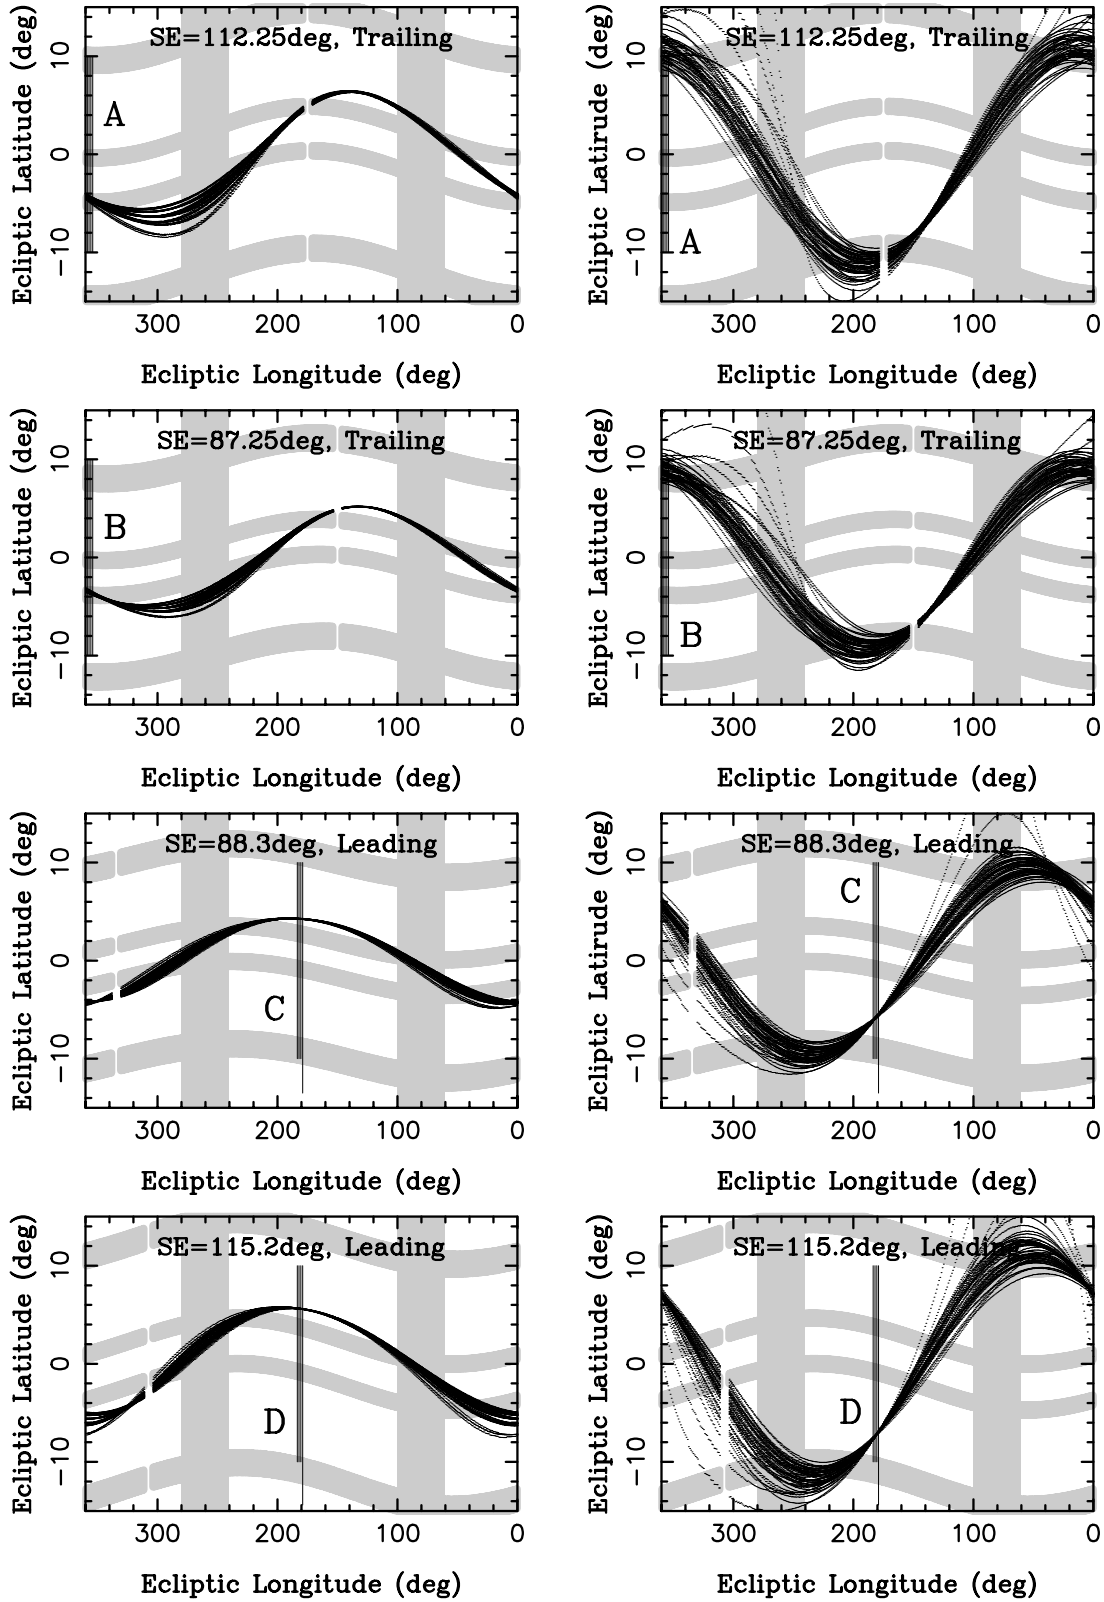 SE=112.25deg, Trailing
Ecliptic Latitude (deg)
10
0
−10
A
300 200 100 0
Ecliptic Longitude (deg)
SE=112.25deg, Trailing
Ecliptic Latirude (deg)
10
0
−10
A
300 200 100 0
Ecliptic Longitude (deg)
SE=87.25deg, Trailing
Ecliptic Latitude (deg)
10
0
−10
B
300 200 100 0
Ecliptic Longitude (deg)
SE=87.25deg, Trailing
Ecliptic Latitude (deg)
10
0
−10
B
300 200 100 0
Ecliptic Longitude (deg)
SE=88.3deg, Leading
Ecliptic Latitude (deg)
10
0
−10
C
300 200 100 0
Ecliptic Longitude (deg)
SE=88.3deg, Leading
Ecliptic Latirude (deg)
10
0
−10
C
300 200 100 0
Ecliptic Longitude (deg)
SE=115.2deg, Leading
Ecliptic Latitude (deg)
10
0
−10
D
300 200 100 0
Ecliptic Longitude (deg)
SE=115.2deg, Leading
Ecliptic Latitude (deg)
10
0
−10
D
300 200 100 0
Ecliptic Longitude (deg)